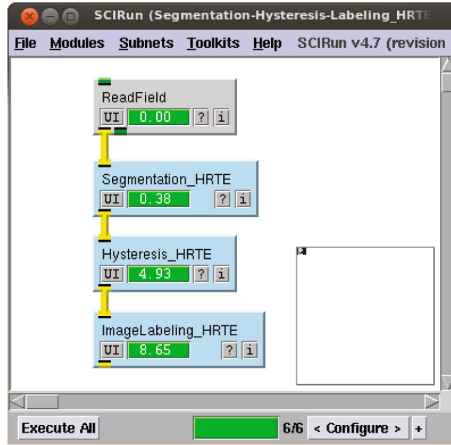 SCIRun (Segmentation-Hysteresis-Labeling_HRTE
File Modules Subnets Toolkits Help SCIRun v4.7 (revision
ReadField
UI 0.00 ? i
Segmentation_HRTE
UI 0.38 ? i
Hysteresis_HRTE
UI 4.93 ? i
ImageLabeling_HRTE
UI 8.65 ? i
Execute All 6/6 < Configure > +